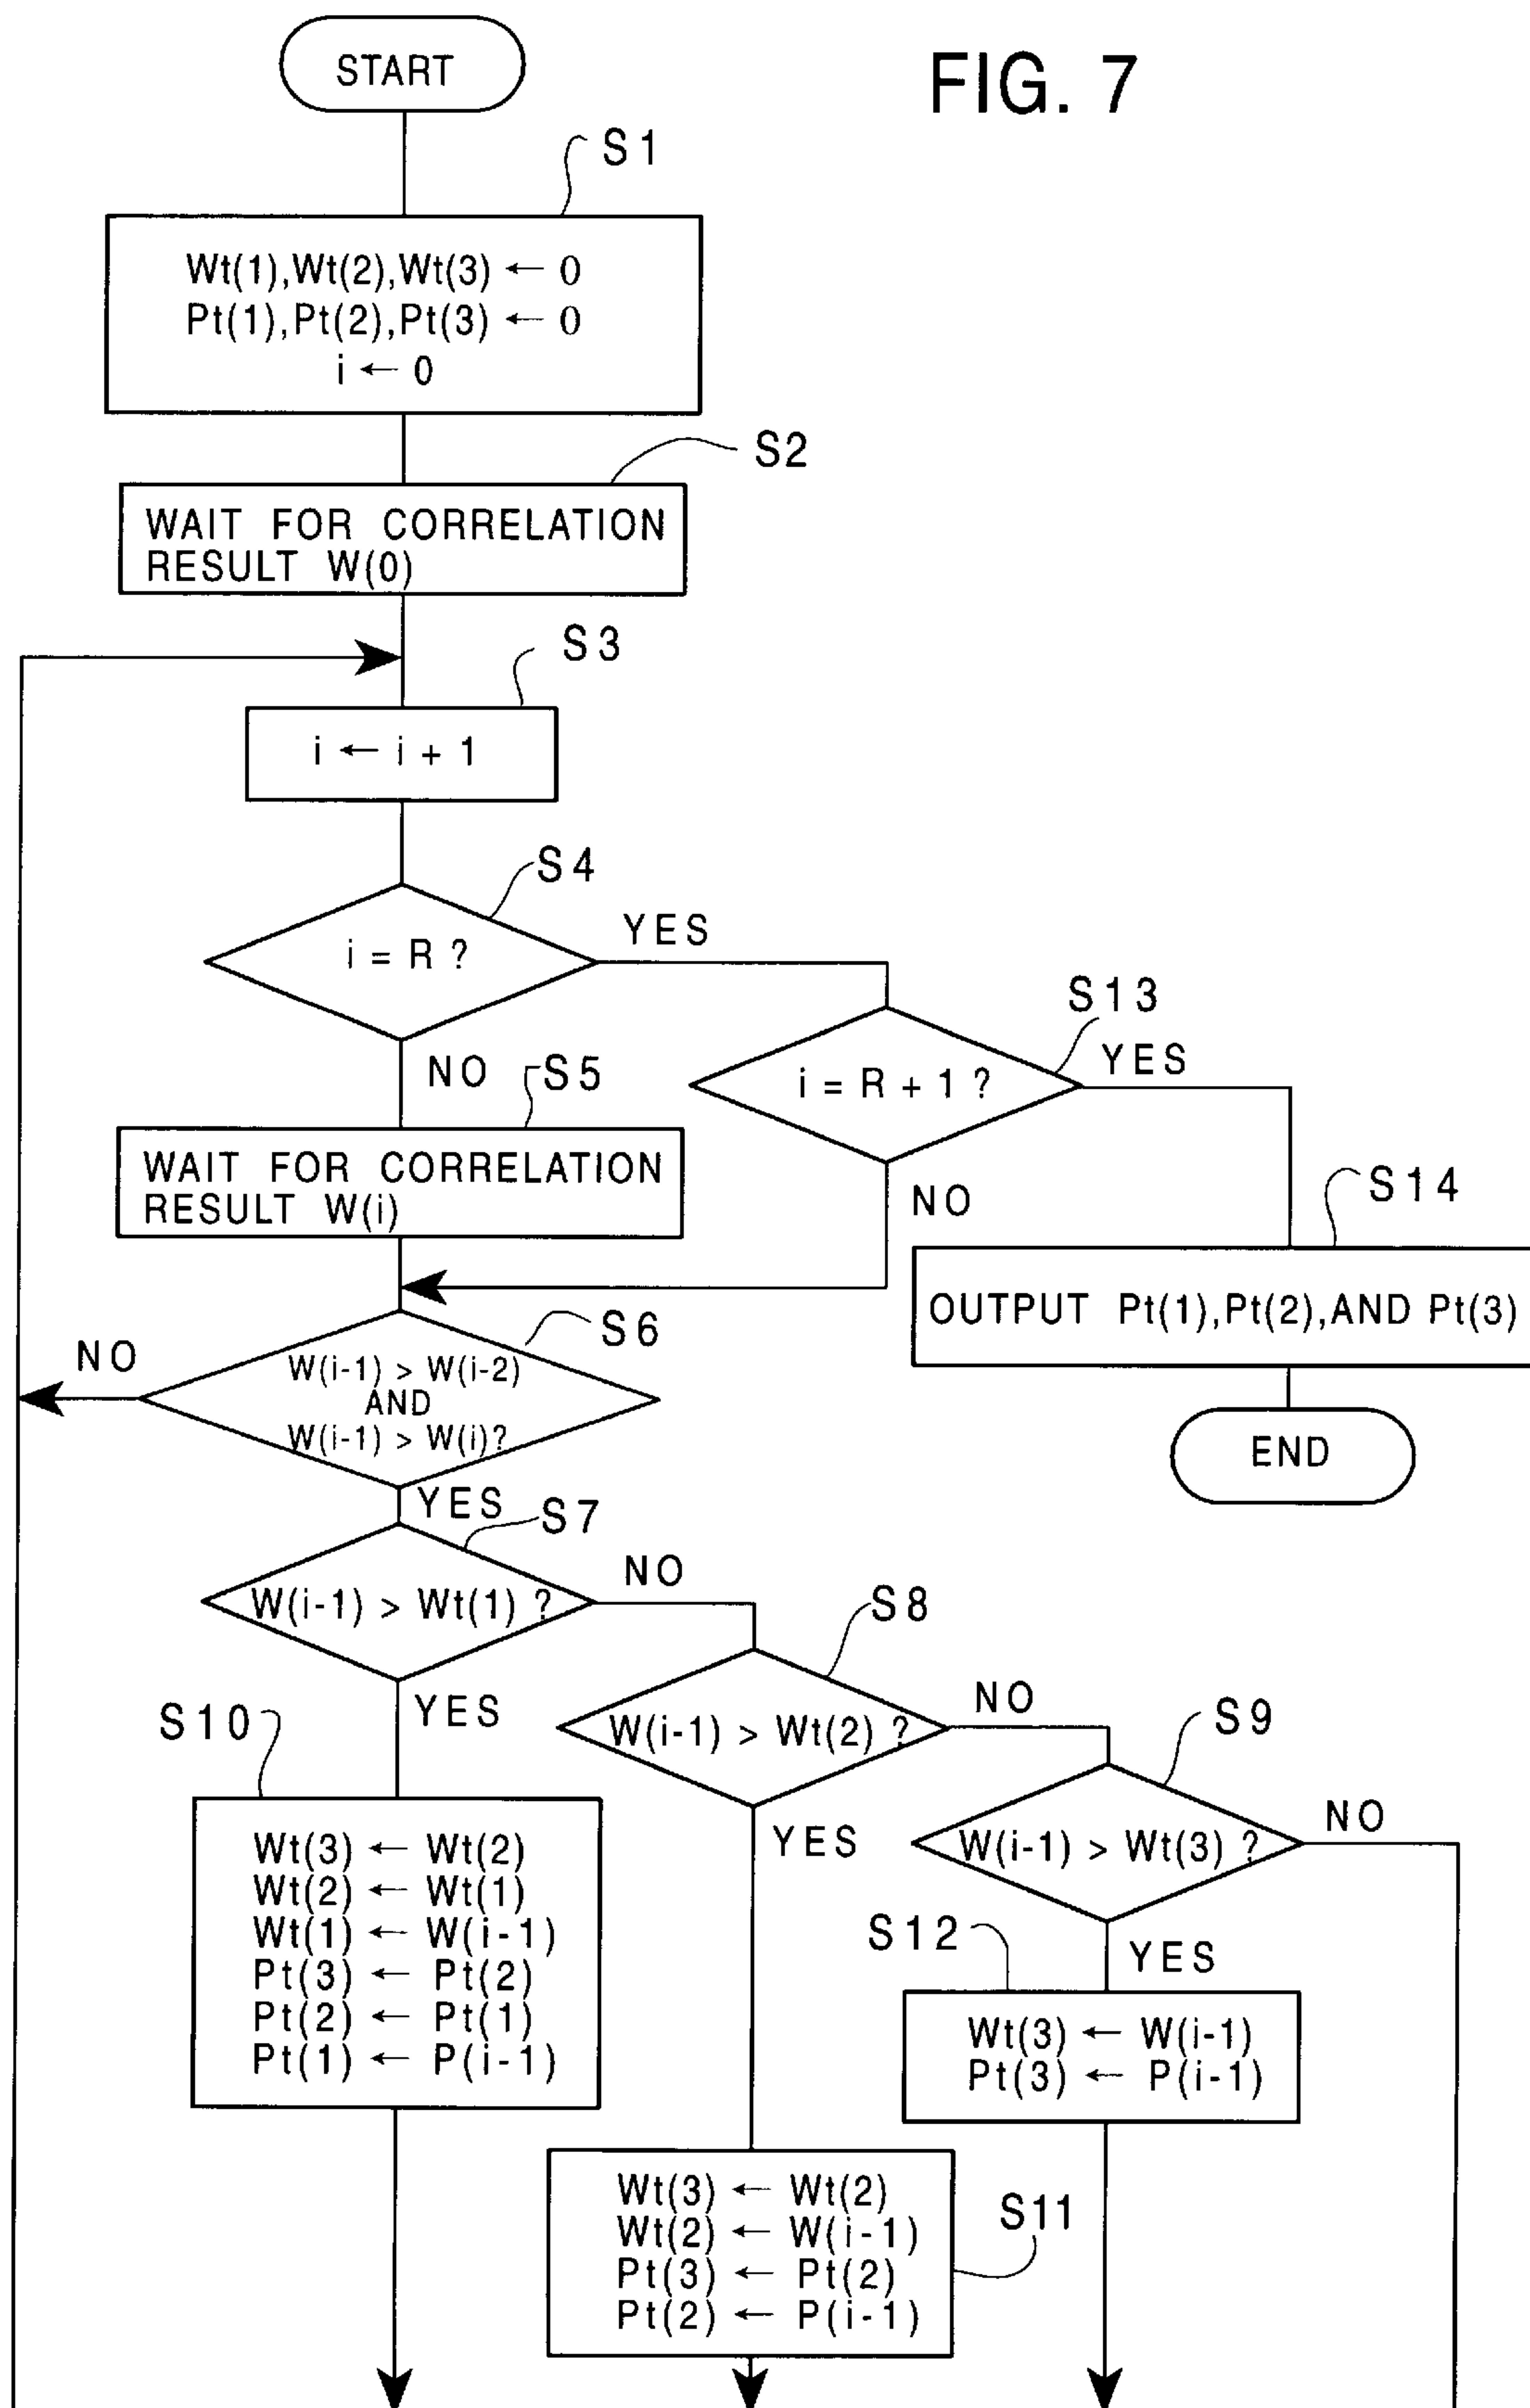 START
FIG. 7
S1
Wt(1),Wt(2),Wt(3) ← 0
Pt(1),Pt(2),Pt(3) ← 0
i ← 0
S2
WAIT FOR CORRELATION
RESULT W(0)
S3
i ← i + 1
S4
i = R ?
YES
S13
NO
S5
i = R + 1 ?
YES
WAIT FOR CORRELATION
RESULT W(i)
NO
S14
OUTPUT Pt(1),Pt(2),AND Pt(3)
END
S6
NO
W(i-1) > W(i-2)
AND
W(i-1) > W(i)?
YES
S7
W(i-1) > Wt(1) ?
NO
S8
YES
W(i-1) > Wt(2) ?
NO
S9
S10
YES
W(i-1) > Wt(3) ?
NO
Wt(3) ← Wt(2)
Wt(2) ← Wt(1)
Wt(1) ← W(i-1)
Pt(3) ← Pt(2)
Pt(2) ← Pt(1)
Pt(1) ← P(i-1)
S12
YES
Wt(3) ← W(i-1)
Pt(3) ← P(i-1)
Wt(3) ← Wt(2)
Wt(2) ← W(i-1)
Pt(3) ← Pt(2)
Pt(2) ← P(i-1)
S11